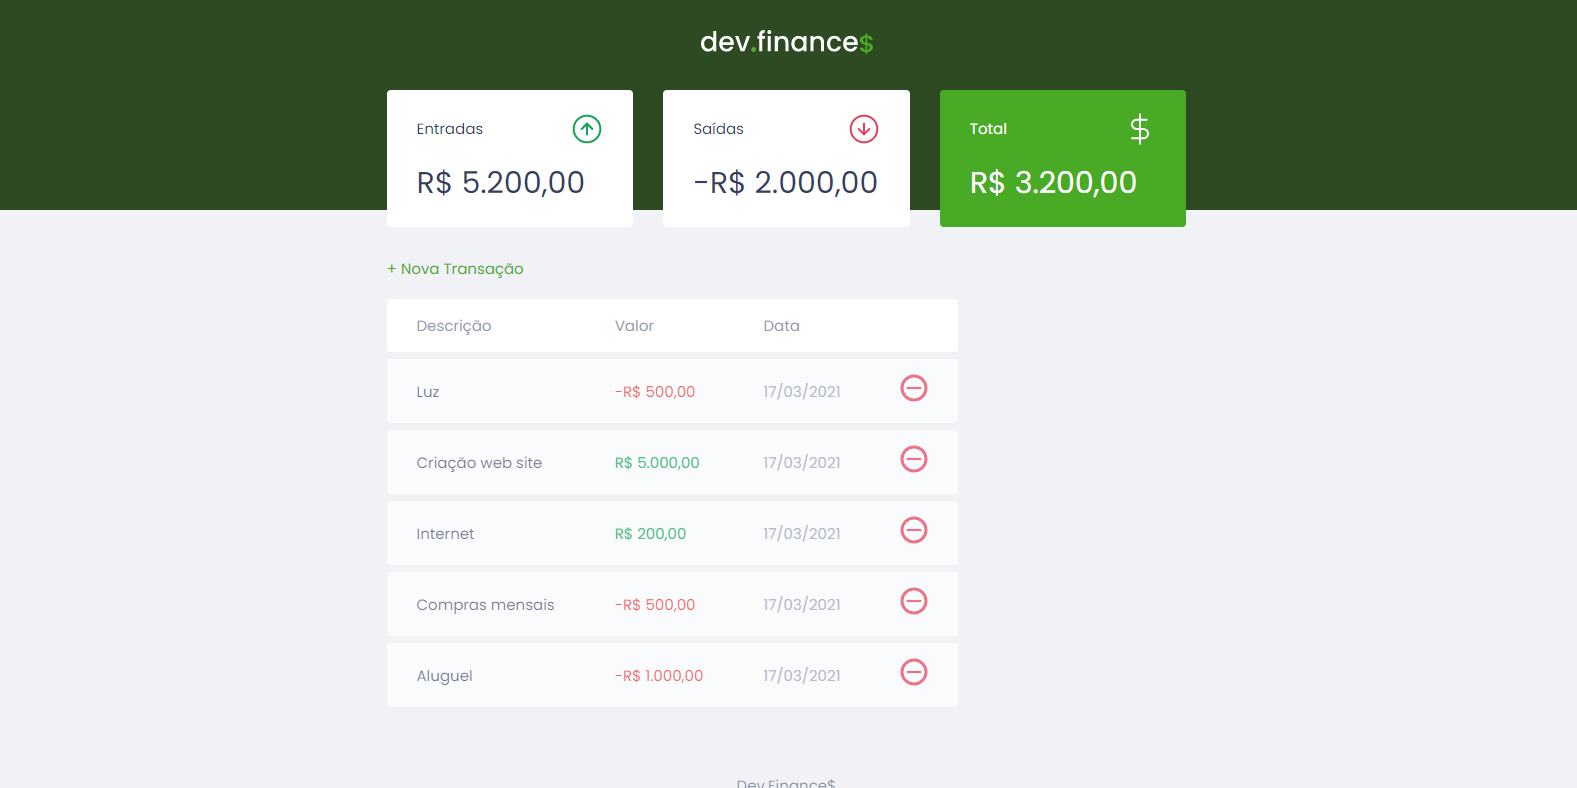 dev.finance$
Entradas
R$ 5.200,00
Saídas
-R$ 2.000,00
Total
$
R$ 3.200,00
+ Nova Transação
Descrição Valor Data
Luz -R$ 500,00 17/03/2021
Criação web site R$ 5.000,00 17/03/2021
Internet R$ 200,00 17/03/2021
Compras mensais -R$ 500,00 17/03/2021
Aluguel -R$ 1.000,00 17/03/2021
Dev.Finance$